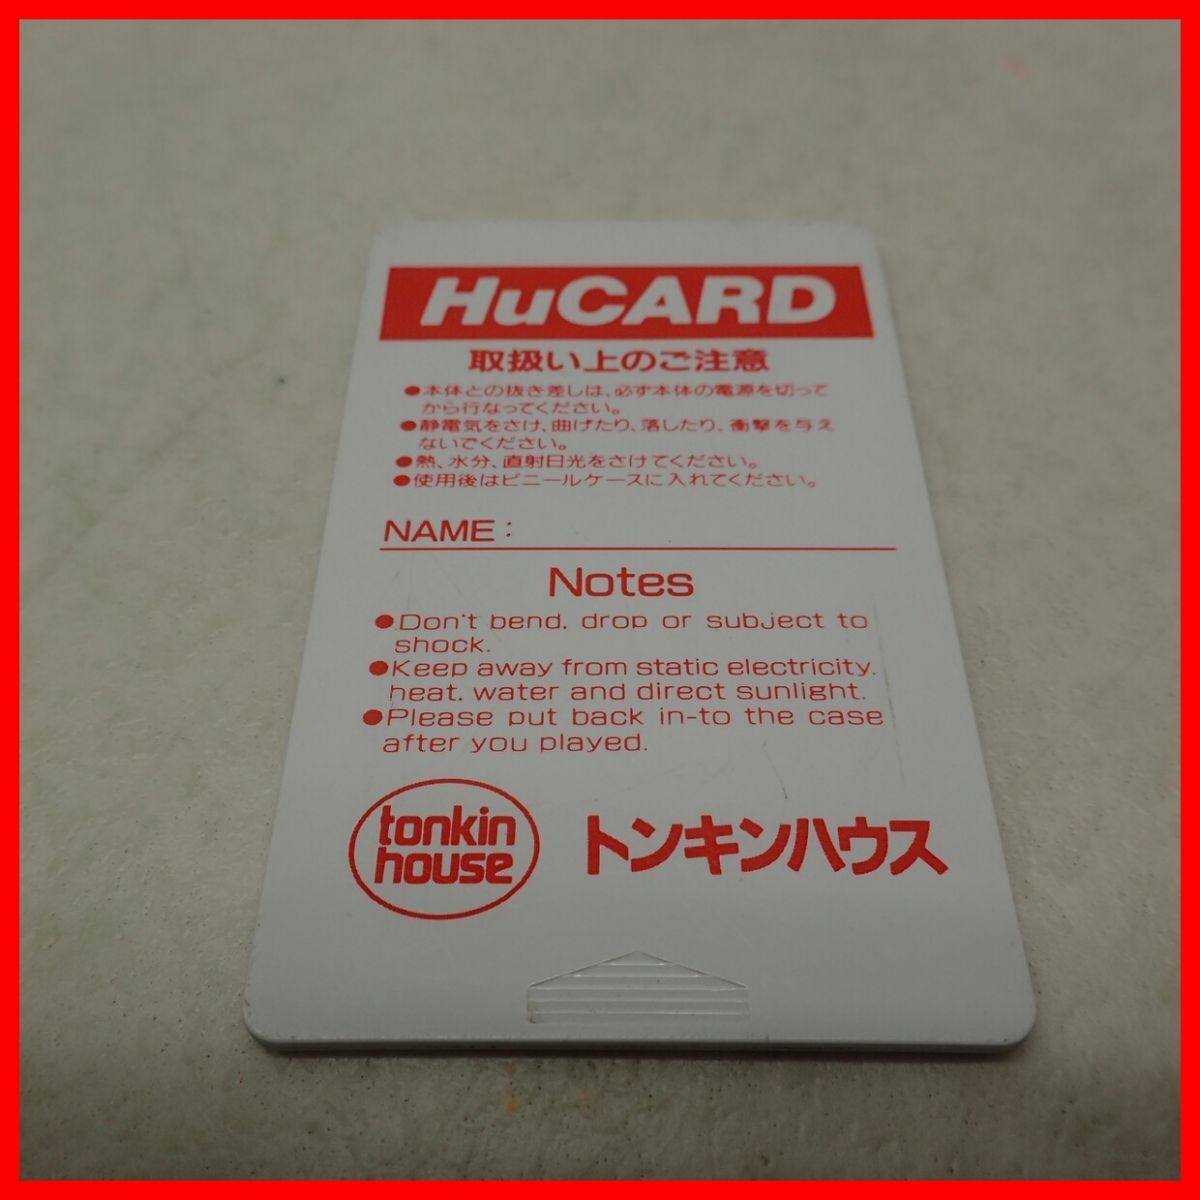 HuCARD
取扱い上のご注意
●本体との抜き差しは、必ず本体の電源を切って
から行なってください。
●静電気をさけ、曲げたり、落したり、衝撃を与え
ないでください。
●熱、水分、直射日光をさけてください。
●使用後はビニールケースに入れてください。
NAME:
Notes
●Don't bend, drop or subject to
shock.
●Keep away from static electricity,
heat, water and direct sunlight.
●Please put back in-to the case
after you played.
tonkin
house
トンキンハウス